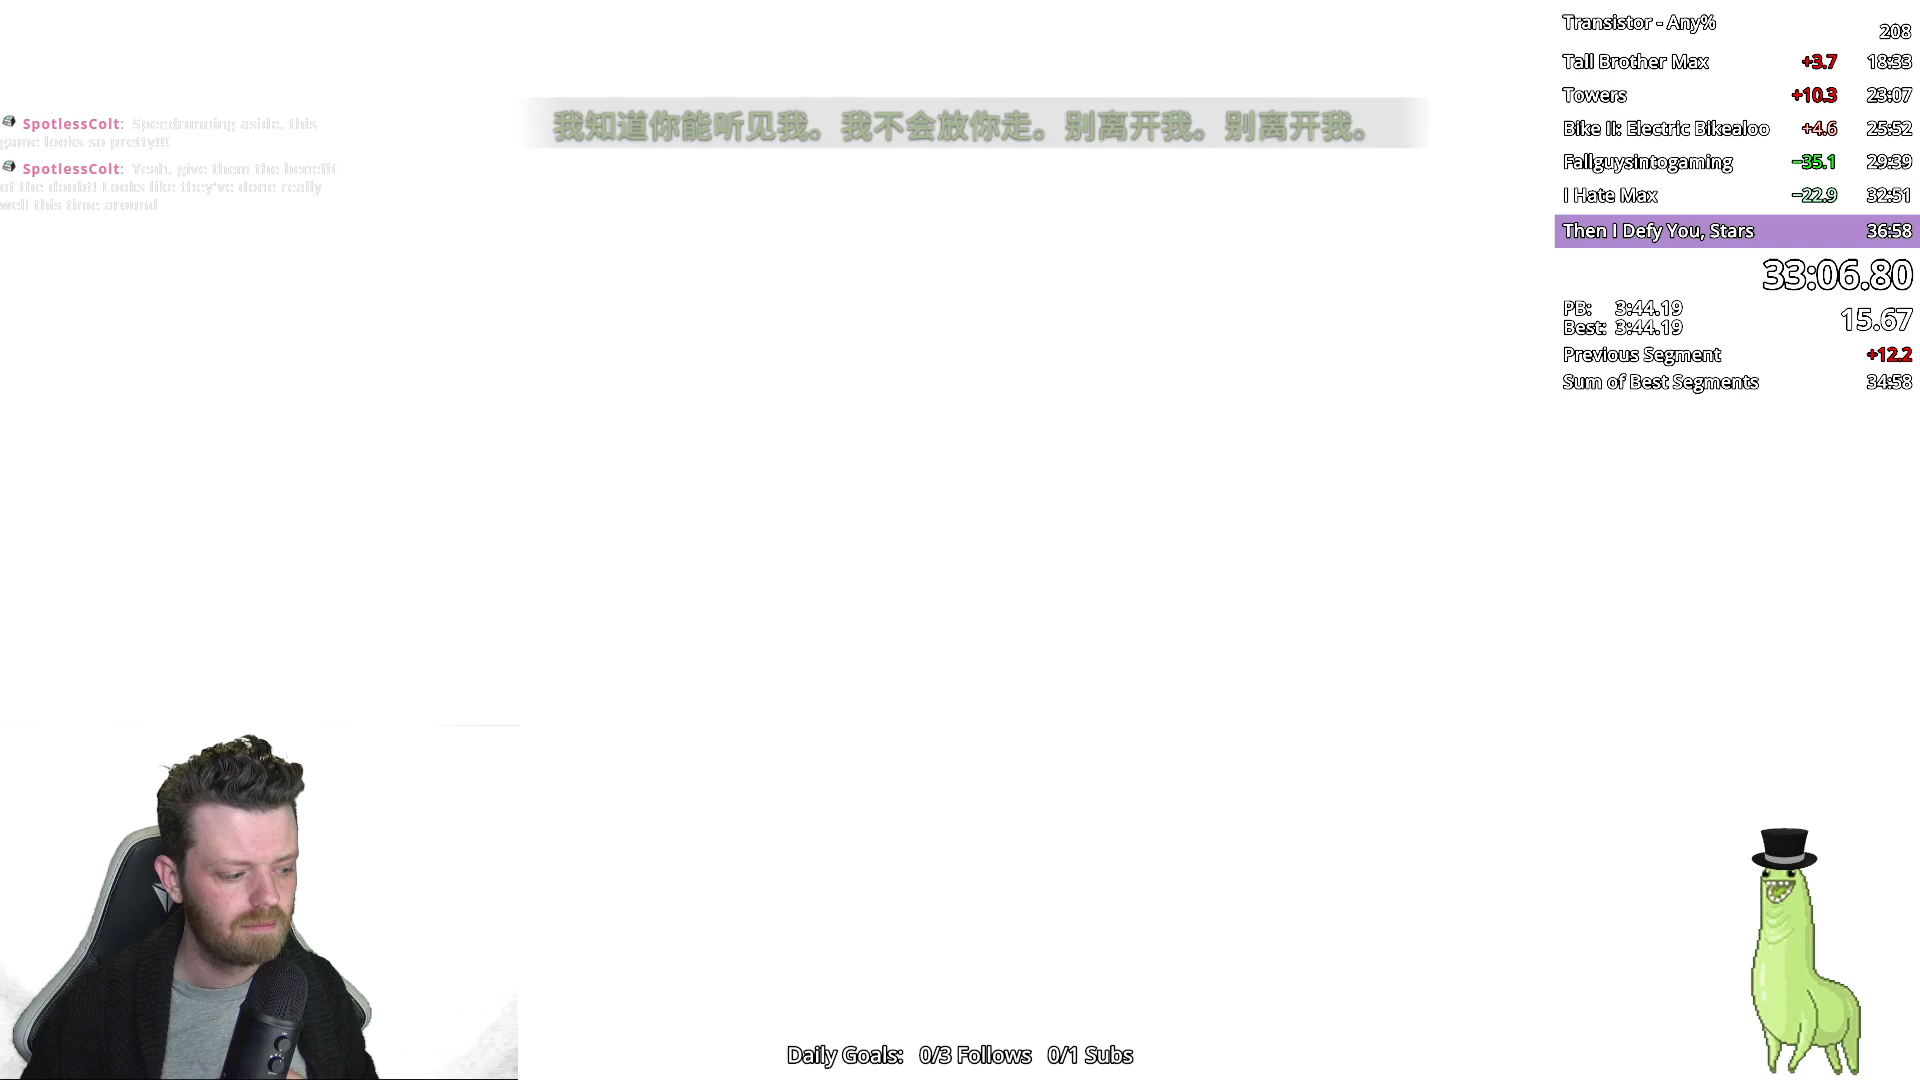 Transistor - Any%
208
Tall Brother Max +3.7 18:33
Towers +10.3 23:07
Bike II: Electric Bikealoo +4.6 25:52
Fallguysintogaming −35.1 29:39
I Hate Max −22.9 32:51
Then I Defy You, Stars 36:58
33:06.80
PB: 3:44.19
Best: 3:44.19
15.67
Previous Segment +12.2
Sum of Best Segments 34:58
SpotlessColt: Speedrunning aside, this
game looks so pretty!!!
SpotlessColt: Yeah, give them the benefit
of the doubt! Looks like they've done really
well this time around
我知道你能听见我。我不会放你走。别离开我。别离开我。
Daily Goals: 0/3 Follows 0/1 Subs